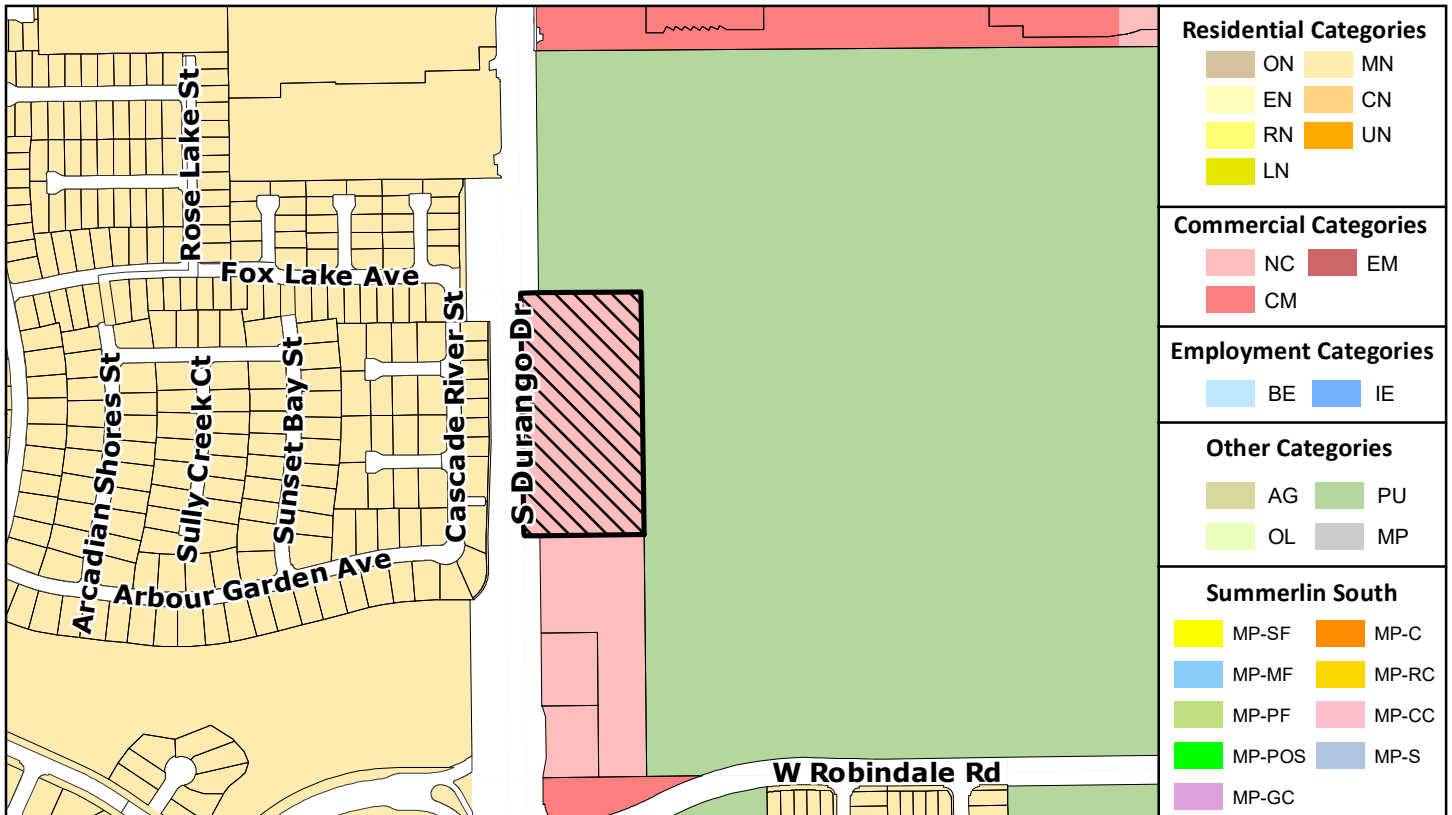 Rose Lake St
Fox Lake Ave
Arcadian Shores St
Sully Creek Ct
Sunset Bay St
Cascade River St
S Durango Dr
Arbour Garden Ave
W Robindale Rd
Residential Categories
ON MN
EN CN
RN UN
LN
Commercial Categories
NC EM
CM
Employment Categories
BE IE
Other Categories
AG PU
OL MP
Summerlin South
MP-SF MP-C
MP-MF MP-RC
MP-PF MP-CC
MP-POS MP-S
MP-GC